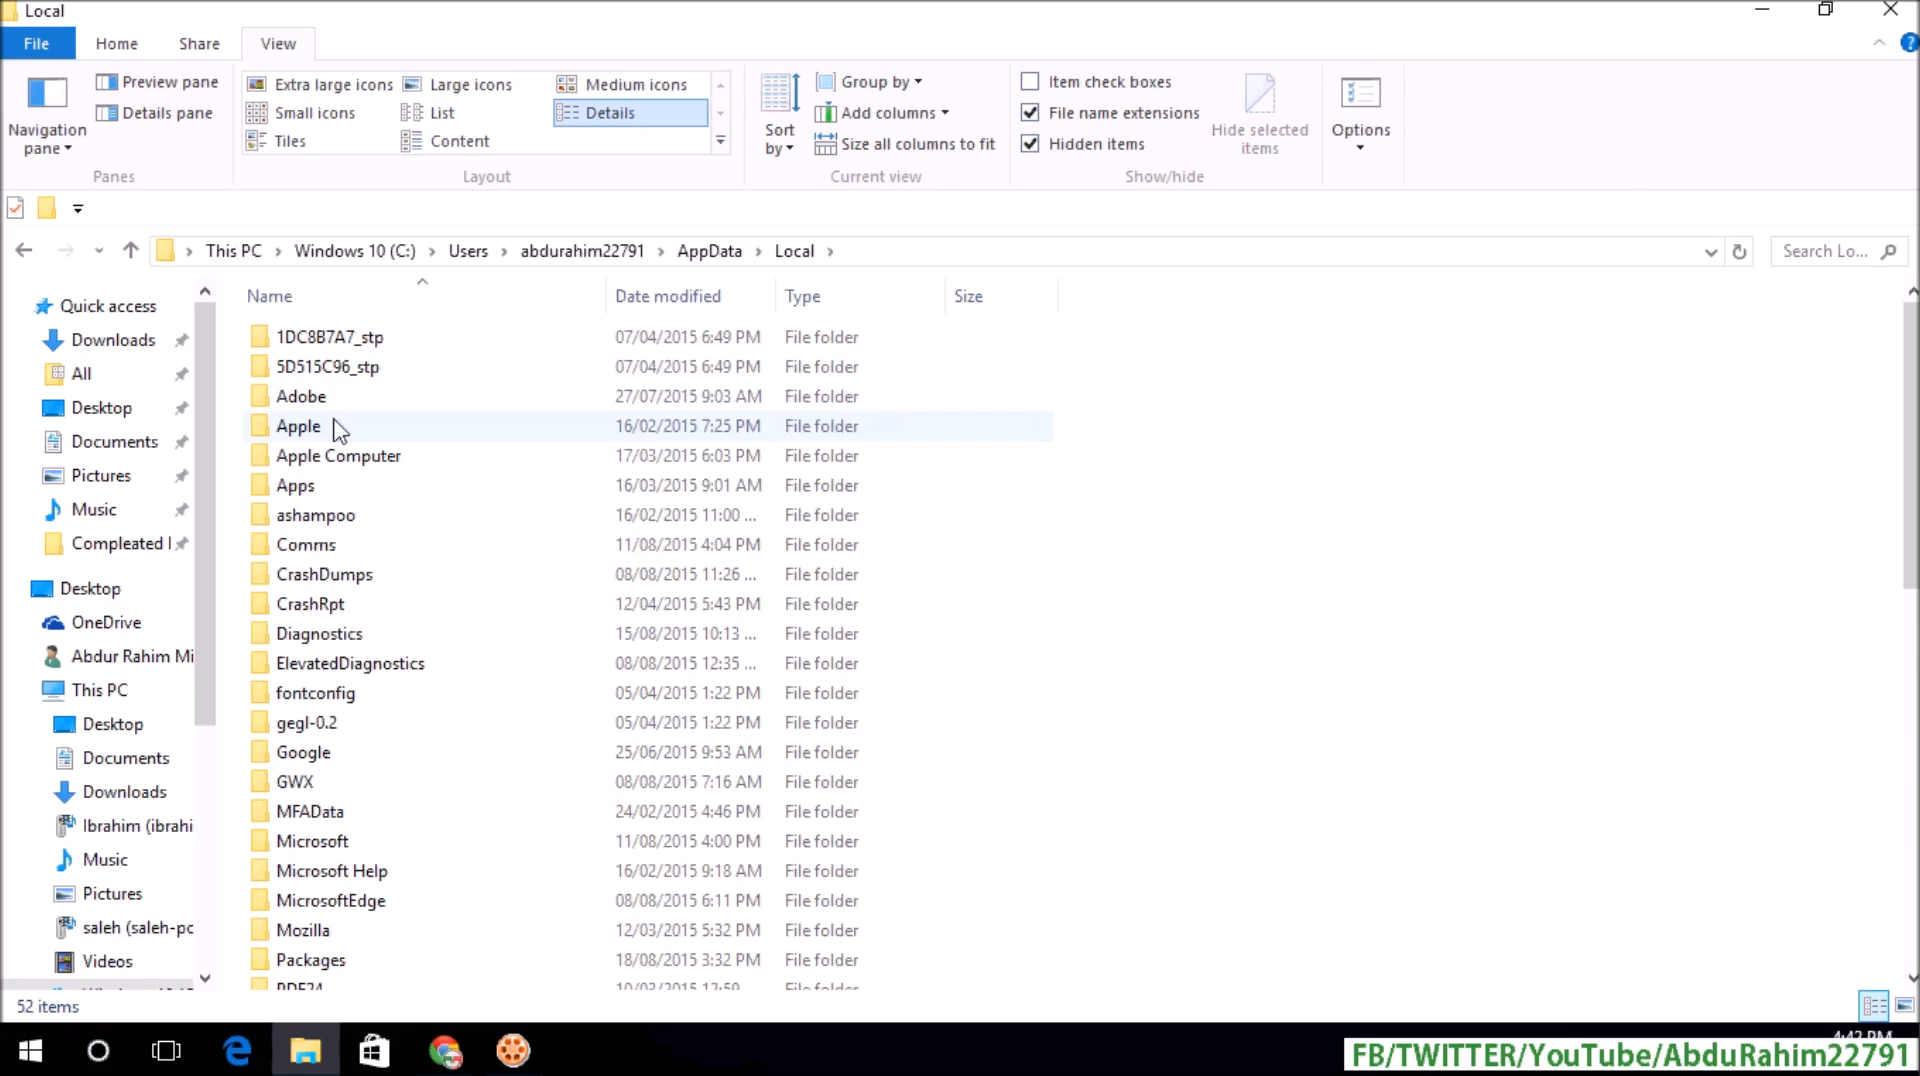 Local
File Home Share View
Navigation pane
Preview pane
Details pane
Panes
Extra large icons Large icons Medium icons
Small icons List Details
Tiles Content
Layout
Sort by
Group by
Add columns
Size all columns to fit
Current view
Item check boxes
File name extensions
Hidden items
Hide selected items
Show/hide
Options
This PC Windows 10 (C:) Users abdurahim22791 AppData Local
Search Lo...
Quick access
Downloads
All
Desktop
Documents
Pictures
Music
Compleated I
Desktop
OneDrive
Abdur Rahim Mi
This PC
Desktop
Documents
Downloads
Ibrahim (ibrahi
Music
Pictures
saleh (saleh-pc
Videos
Name Date modified Type Size
1DC8B7A7_stp 07/04/2015 6:49 PM File folder
5D515C96_stp 07/04/2015 6:49 PM File folder
Adobe 27/07/2015 9:03 AM File folder
Apple 16/02/2015 7:25 PM File folder
Apple Computer 17/03/2015 6:03 PM File folder
Apps 16/03/2015 9:01 AM File folder
ashampoo 16/02/2015 11:00 ... File folder
Comms 11/08/2015 4:04 PM File folder
CrashDumps 08/08/2015 11:26 ... File folder
CrashRpt 12/04/2015 5:43 PM File folder
Diagnostics 15/08/2015 10:13 ... File folder
ElevatedDiagnostics 08/08/2015 12:35 ... File folder
fontconfig 05/04/2015 1:22 PM File folder
gegl-0.2 05/04/2015 1:22 PM File folder
Google 25/06/2015 9:53 AM File folder
GWX 08/08/2015 7:16 AM File folder
MFAData 24/02/2015 4:46 PM File folder
Microsoft 11/08/2015 4:00 PM File folder
Microsoft Help 16/02/2015 9:18 AM File folder
MicrosoftEdge 08/08/2015 6:11 PM File folder
Mozilla 12/03/2015 5:32 PM File folder
Packages 18/08/2015 3:32 PM File folder
PDF24 10/03/2015 12:59 ... File folder
52 items
FB/TWITTER/YouTube/AbduRahim22791